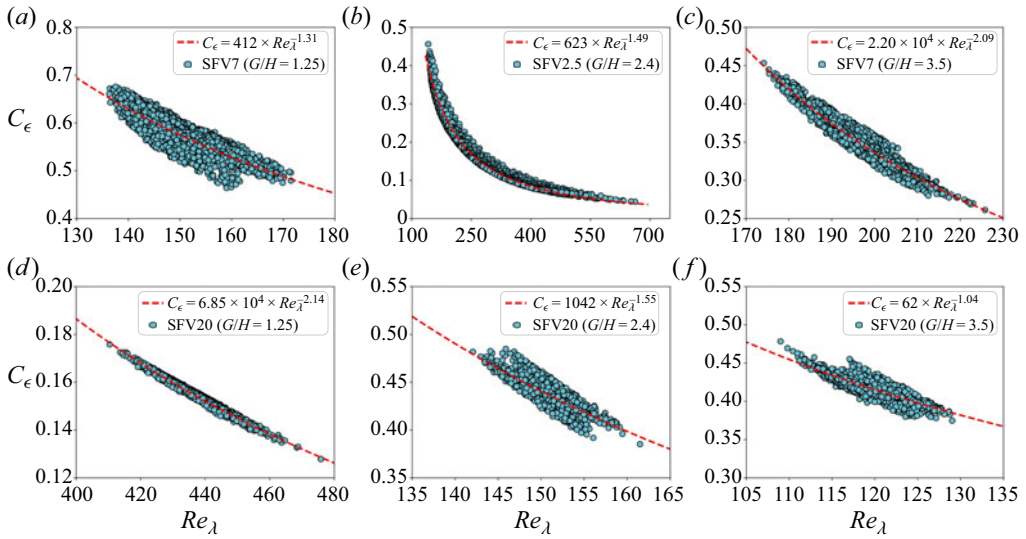 (a)
(b)
(c)
0.8
0.7
0.6
0.5
0.4
C_ϵ
C_ϵ = 412 × Re_λ^−1.31
SFV7 (G/H = 1.25)
130 140 150 160 170 180
0.5
0.4
0.3
0.2
0.1
0
C_ϵ = 623 × Re_λ^−1.49
SFV2.5 (G/H = 2.4)
100 250 400 550 700
0.50
0.45
0.40
0.35
0.30
0.25
C_ϵ = 2.20 × 10^4 × Re_λ^−2.09
SFV7 (G/H = 3.5)
170 180 190 200 210 220 230
(d)
(e)
(f)
0.20
0.18
0.16
0.14
0.12
C_ϵ
C_ϵ = 6.85 × 10^4 × Re_λ^−2.14
SFV20 (G/H = 1.25)
400 420 440 460 480
Re_λ
0.55
0.50
0.45
0.40
0.35
C_ϵ = 1042 × Re_λ^−1.55
SFV20 (G/H = 2.4)
135 140 145 150 155 160 165
Re_λ
0.55
0.50
0.45
0.40
0.35
0.30
C_ϵ = 62 × Re_λ^−1.04
SFV20 (G/H = 3.5)
105 110 115 120 125 130 135
Re_λ